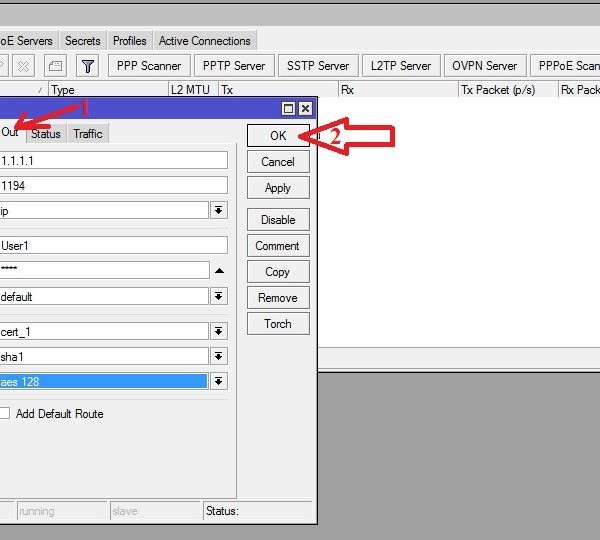 oE Servers Secrets Profiles Active Connections
PPP Scanner PPTP Server SSTP Server L2TP Server OVPN Server PPPoE Scan
/ Type L2 MTU Tx Rx Tx Packet (p/s) Rx Pack
1
Out Status Traffic
OK 2
1.1.1.1
Cancel
1194
Apply
ip
Disable
User1
Comment
****
Copy
default
Remove
Torch
cert_1
sha1
aes 128
Add Default Route
running slave Status: